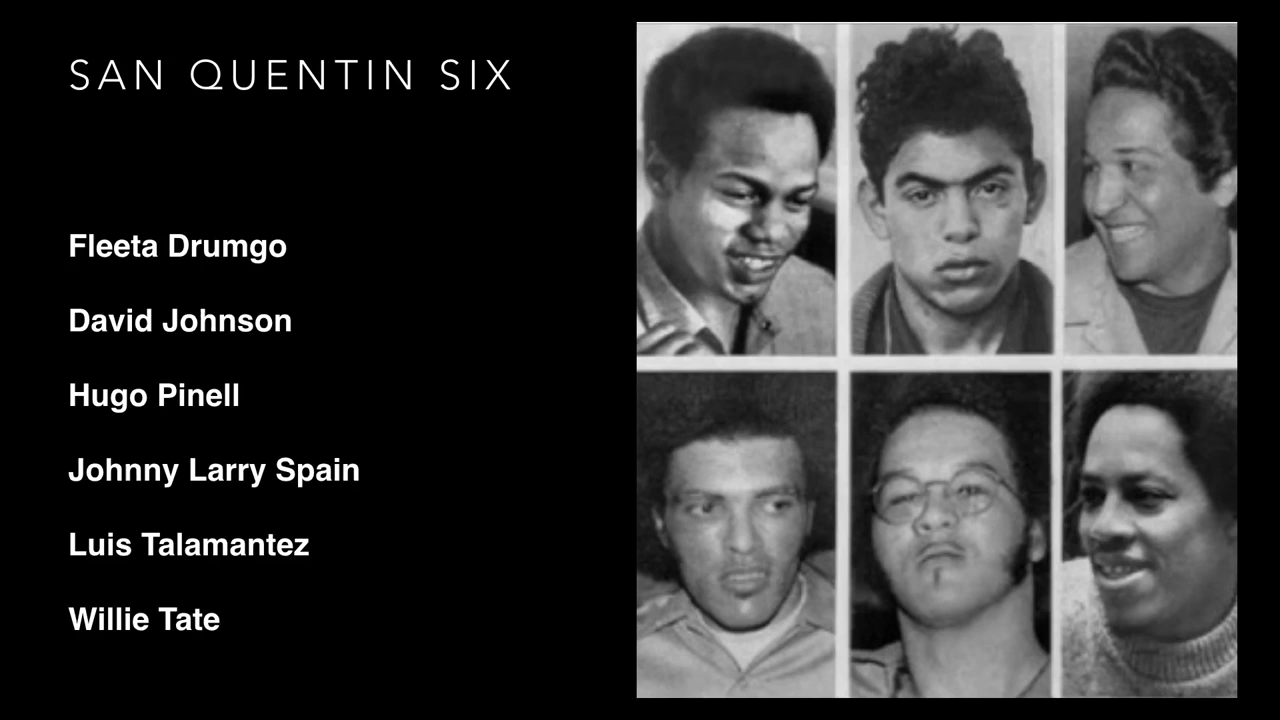 SAN QUENTIN SIX
Fleeta Drumgo
David Johnson
Hugo Pinell
Johnny Larry Spain
Luis Talamantez
Willie Tate